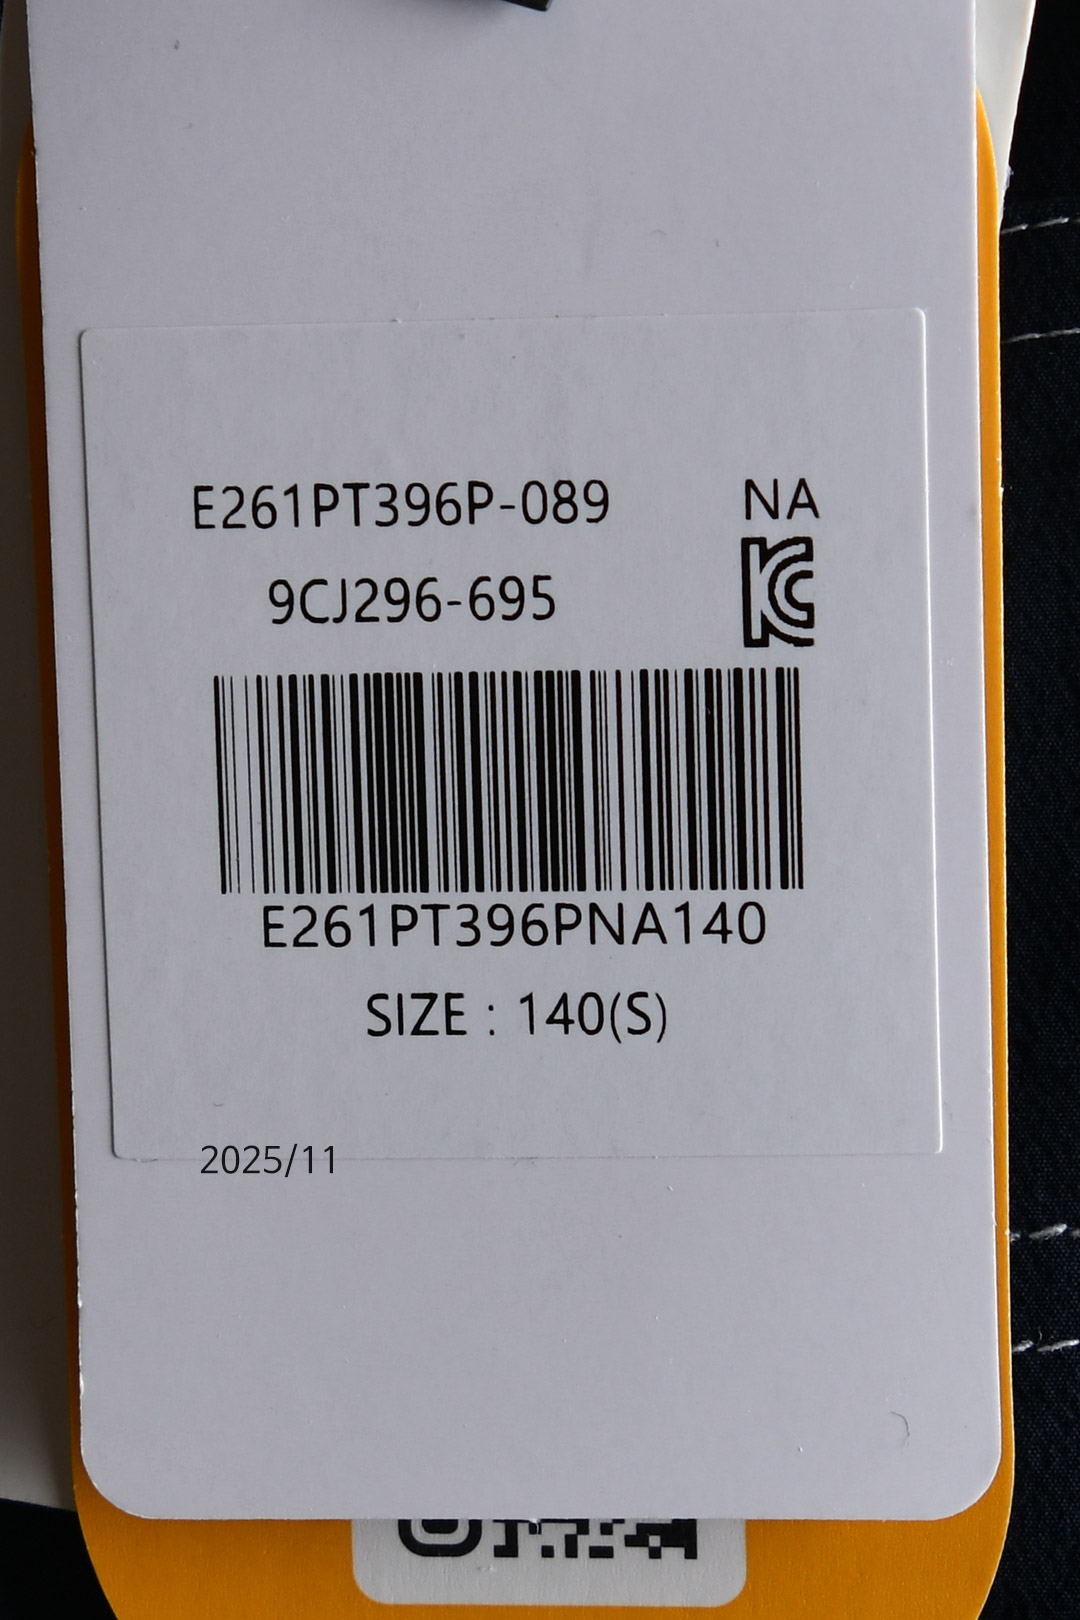 E261PT396P-089 NA
9CJ296-695
E261PT396PNA140
SIZE : 140(S)
2025/11